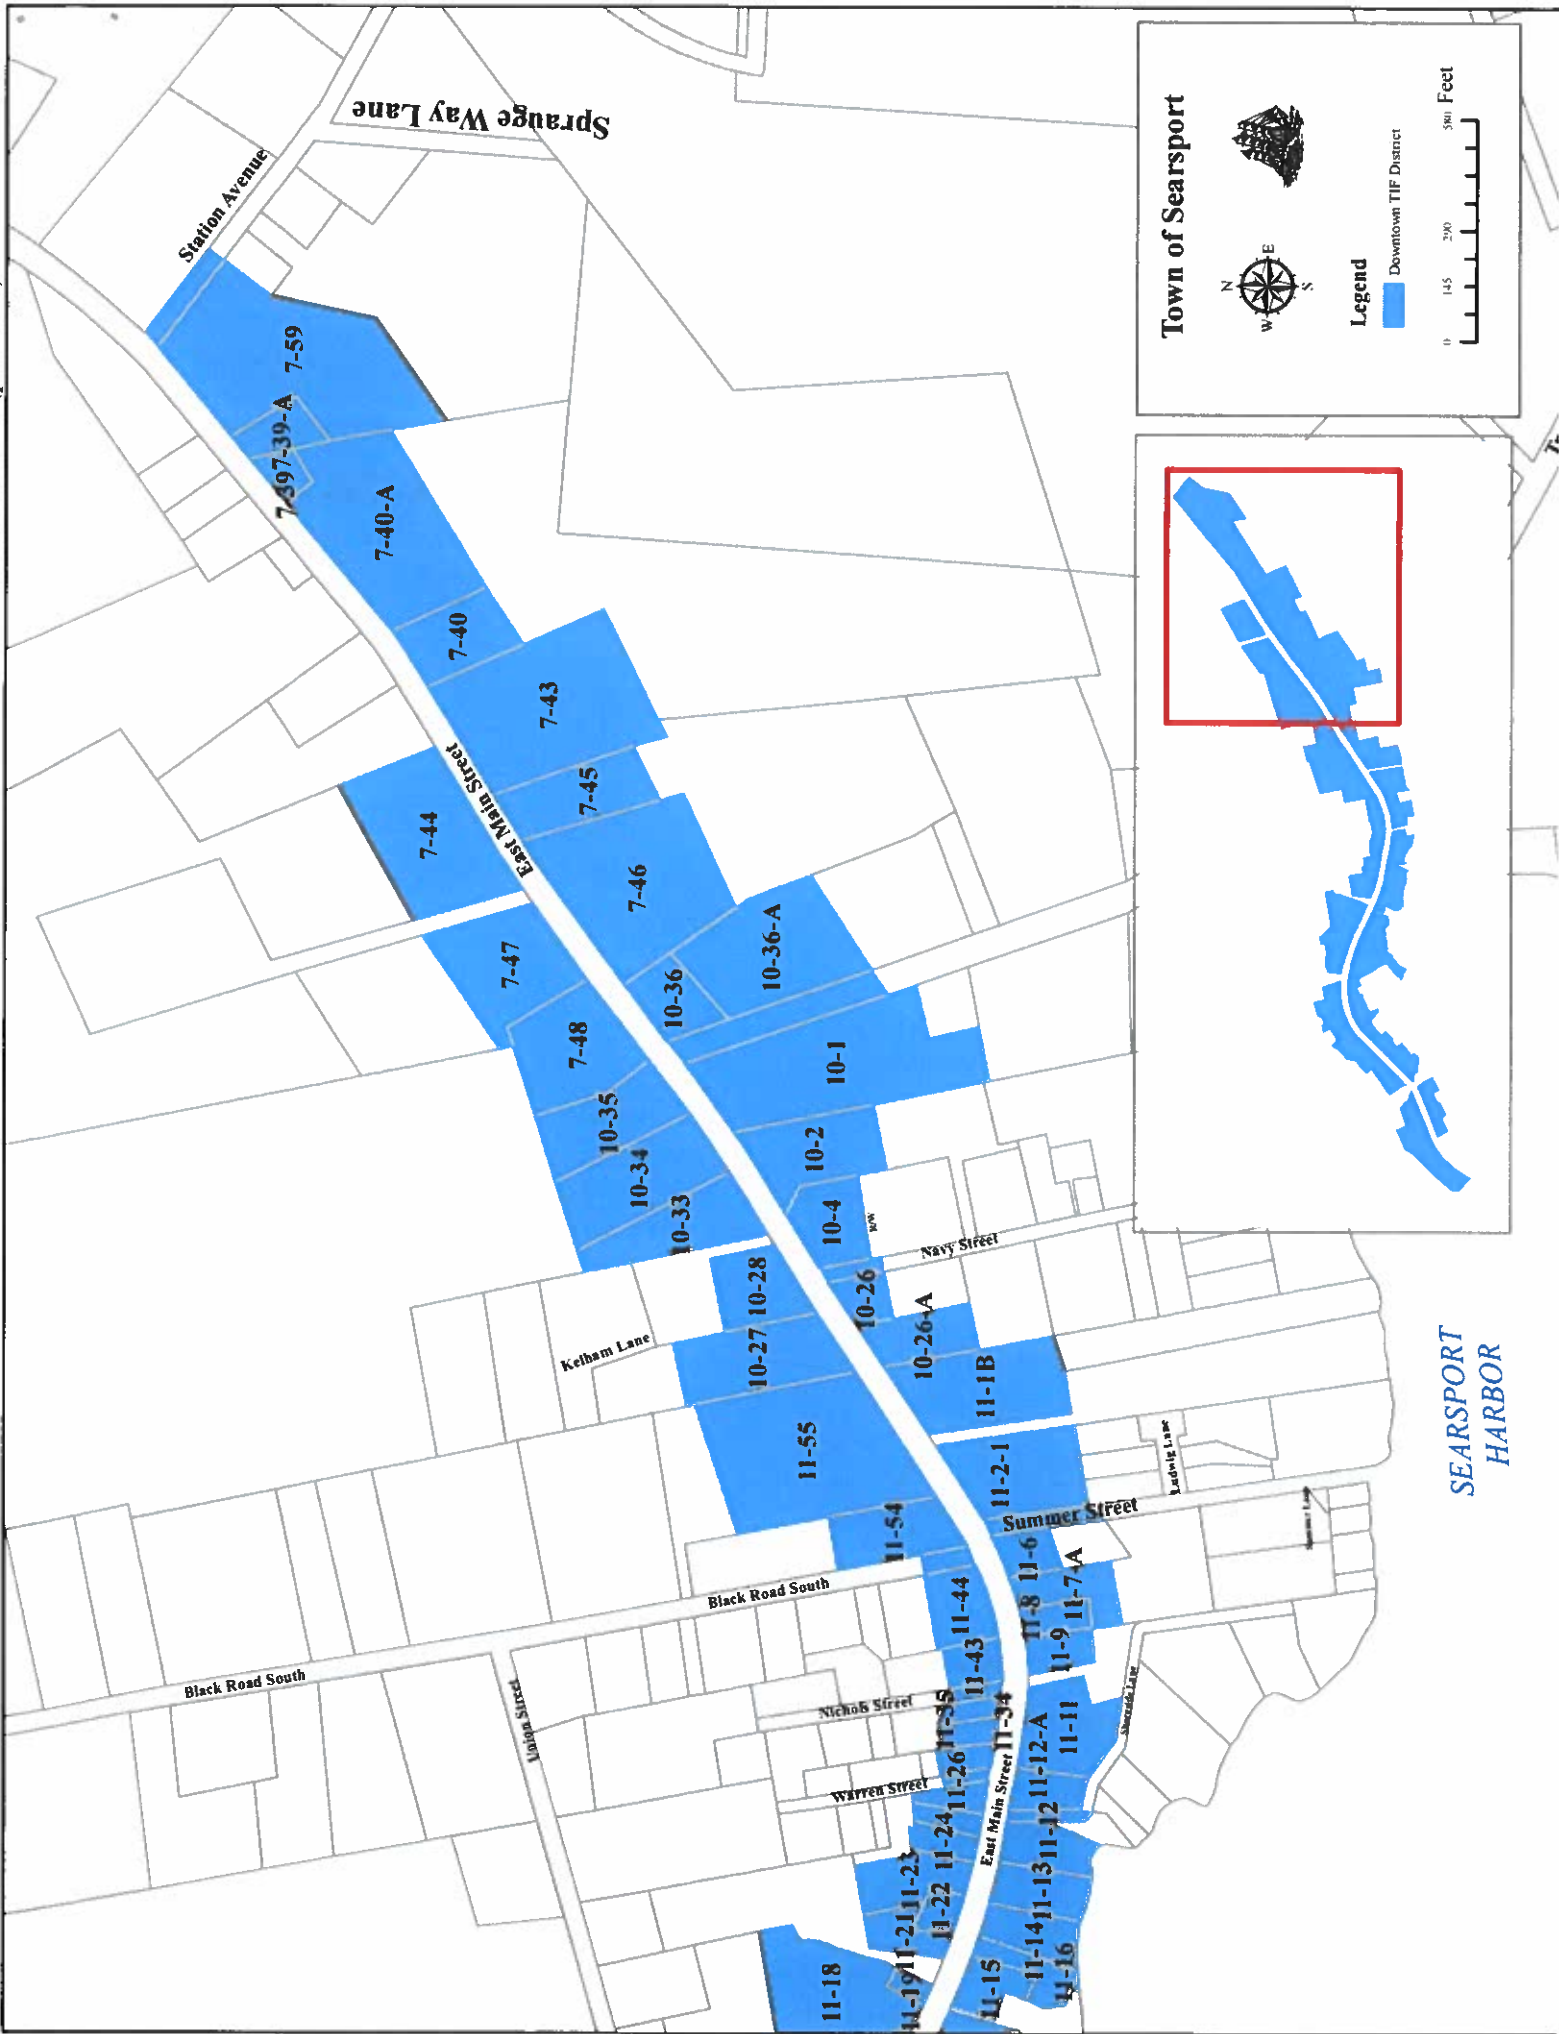 Station Avenue
Sprauge Way Lane
7-59
7-39-A
7-39
7-40-A
7-40
7-43
East Main Street
7-44
7-45
7-46
7-47
10-36-A
10-36
7-48
10-1
10-35
10-34
10-2
10-33
10-4
R/W
Navy Street
10-28
10-26
10-26-A
Kelham Lane
10-27
11-1B
11-55
11-2-1
Ludwig Lane
Summer Street
11-54
11-6
11-7-A
Black Road South
11-44
11-8
11-9
11-43
Black Road South
Nichols Street
Union Street
11-35
11-34
11-11
11-12-A
Shoreside Lane
Warren Street
11-26
East Main Street
11-12
11-24
11-23
11-13
11-22
11-21
11-14
11-16
11-18
11-19
11-15
SEARSPORT
HARBOR
Town of Searsport
N
W
E
S
Legend
Downtown TIF District
0
145
290
580 Feet